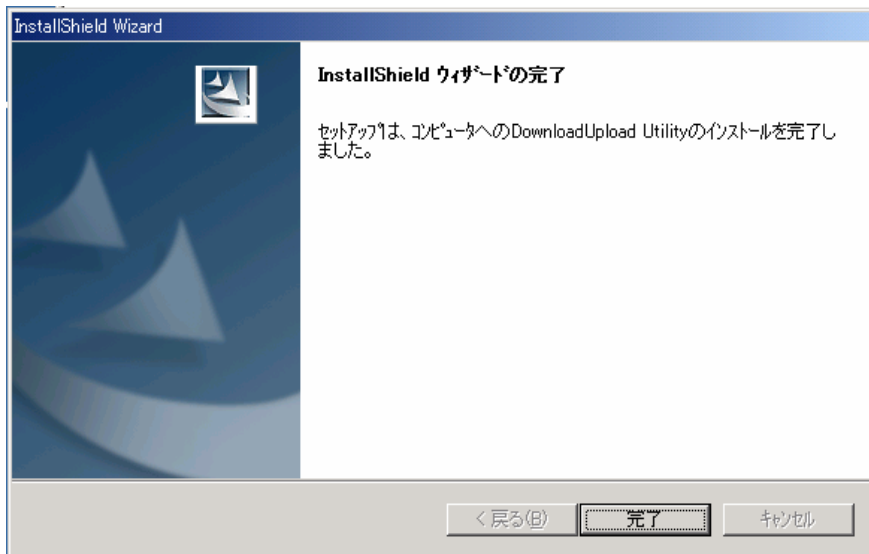 InstallShield Wizard
InstallShield ウィザードの完了
セットアップは、コンピュータへのDownloadUpload Utilityのインストールを完了し
ました。
< 戻る(B)
完了
キャンセル